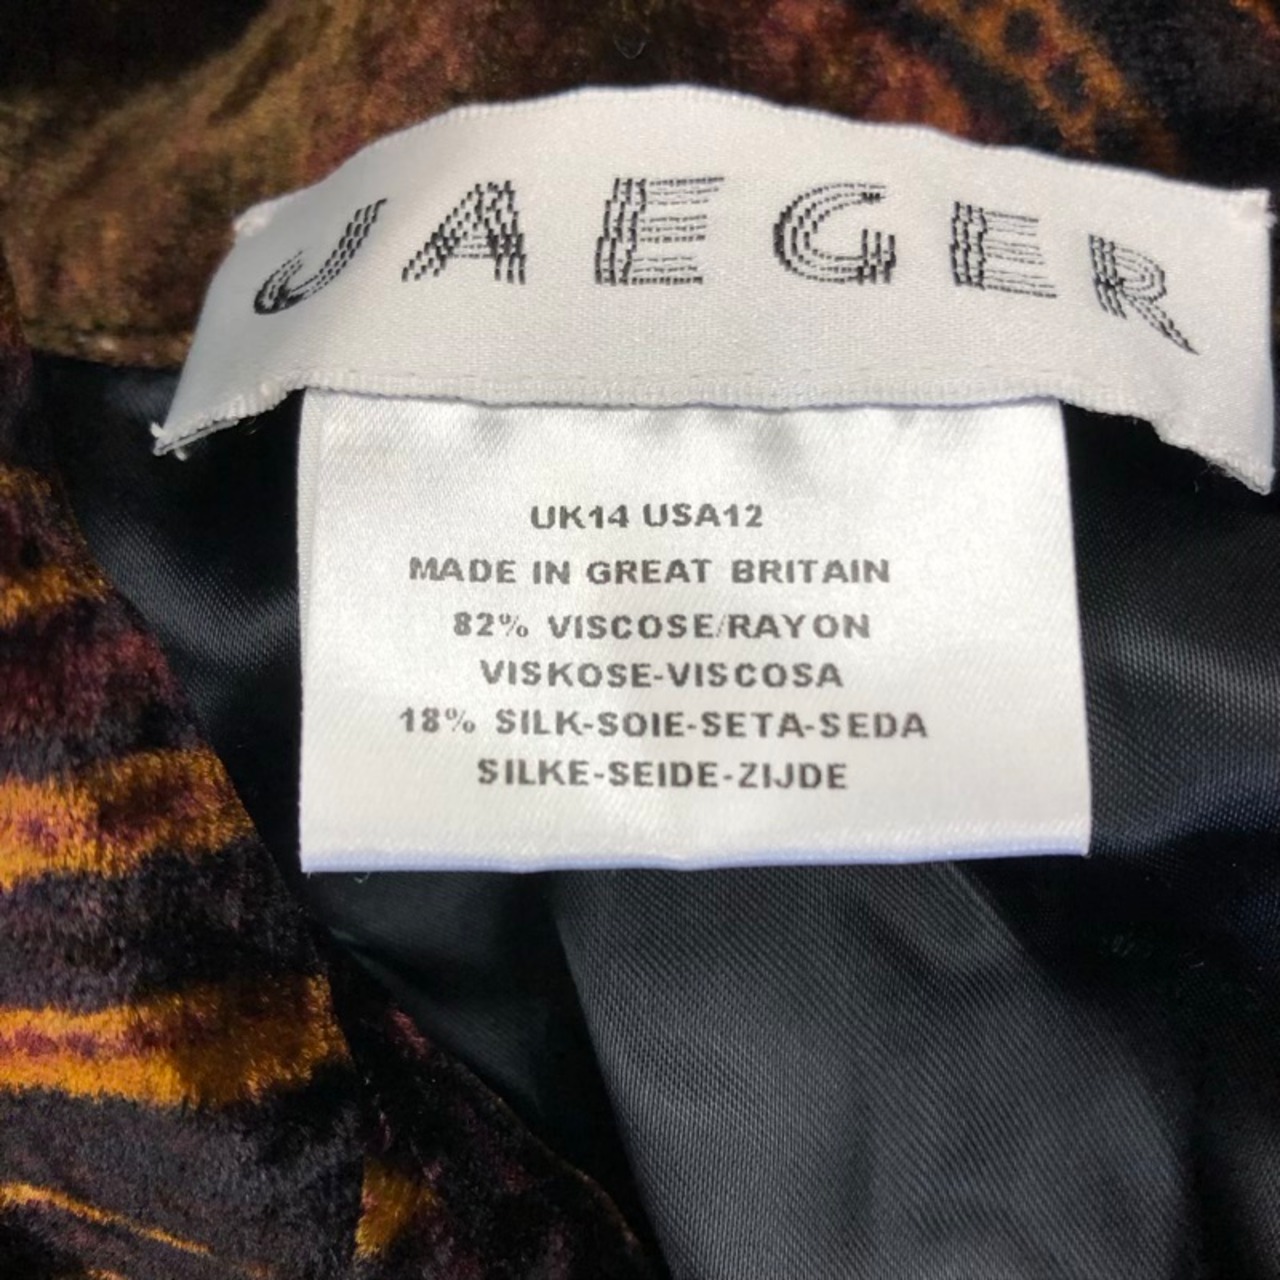 JAEGER
UK14 USA12
MADE IN GREAT BRITAIN
82% VISCOSE/RAYON
VISKOSE-VISCOSA
18% SILK-SOIE-SETA-SEDA
SILKE-SEIDE-ZIJDE